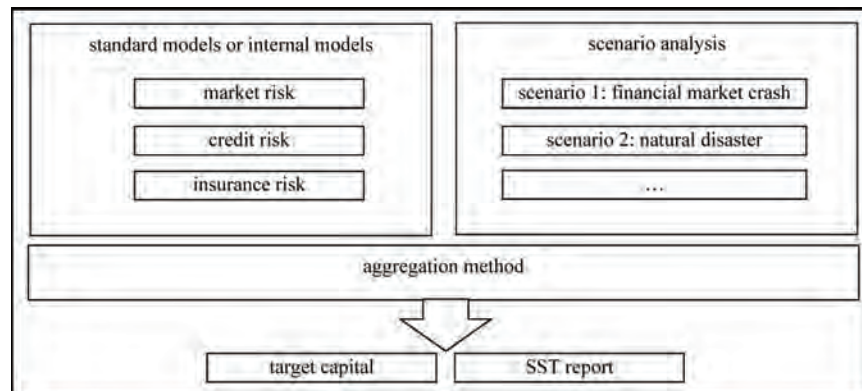 standard models or internal models
market risk
credit risk
insurance risk
scenario analysis
scenario 1: financial market crash
scenario 2: natural disaster
…
aggregation method
target capital
SST report